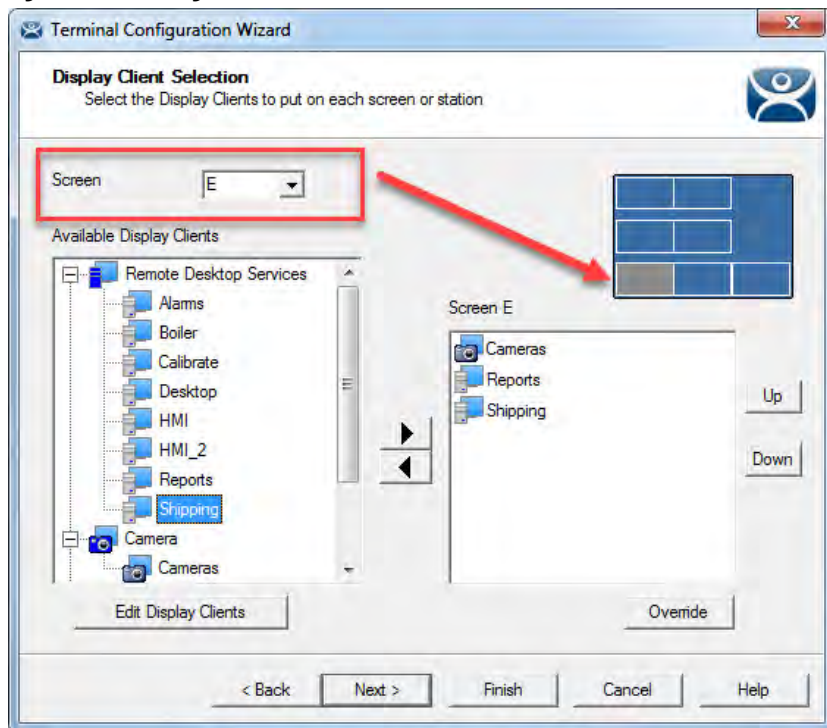 Terminal Configuration Wizard
Display Client Selection
Select the Display Clients to put on each screen or station
Screen E
Available Display Clients
Remote Desktop Services
Alarms
Boiler
Calibrate
Desktop
HMI
HMI_2
Reports
Shipping
Camera
Cameras
Edit Display Clients
Screen E
Cameras
Reports
Shipping
Up
Down
Override
< Back Next > Finish Cancel Help